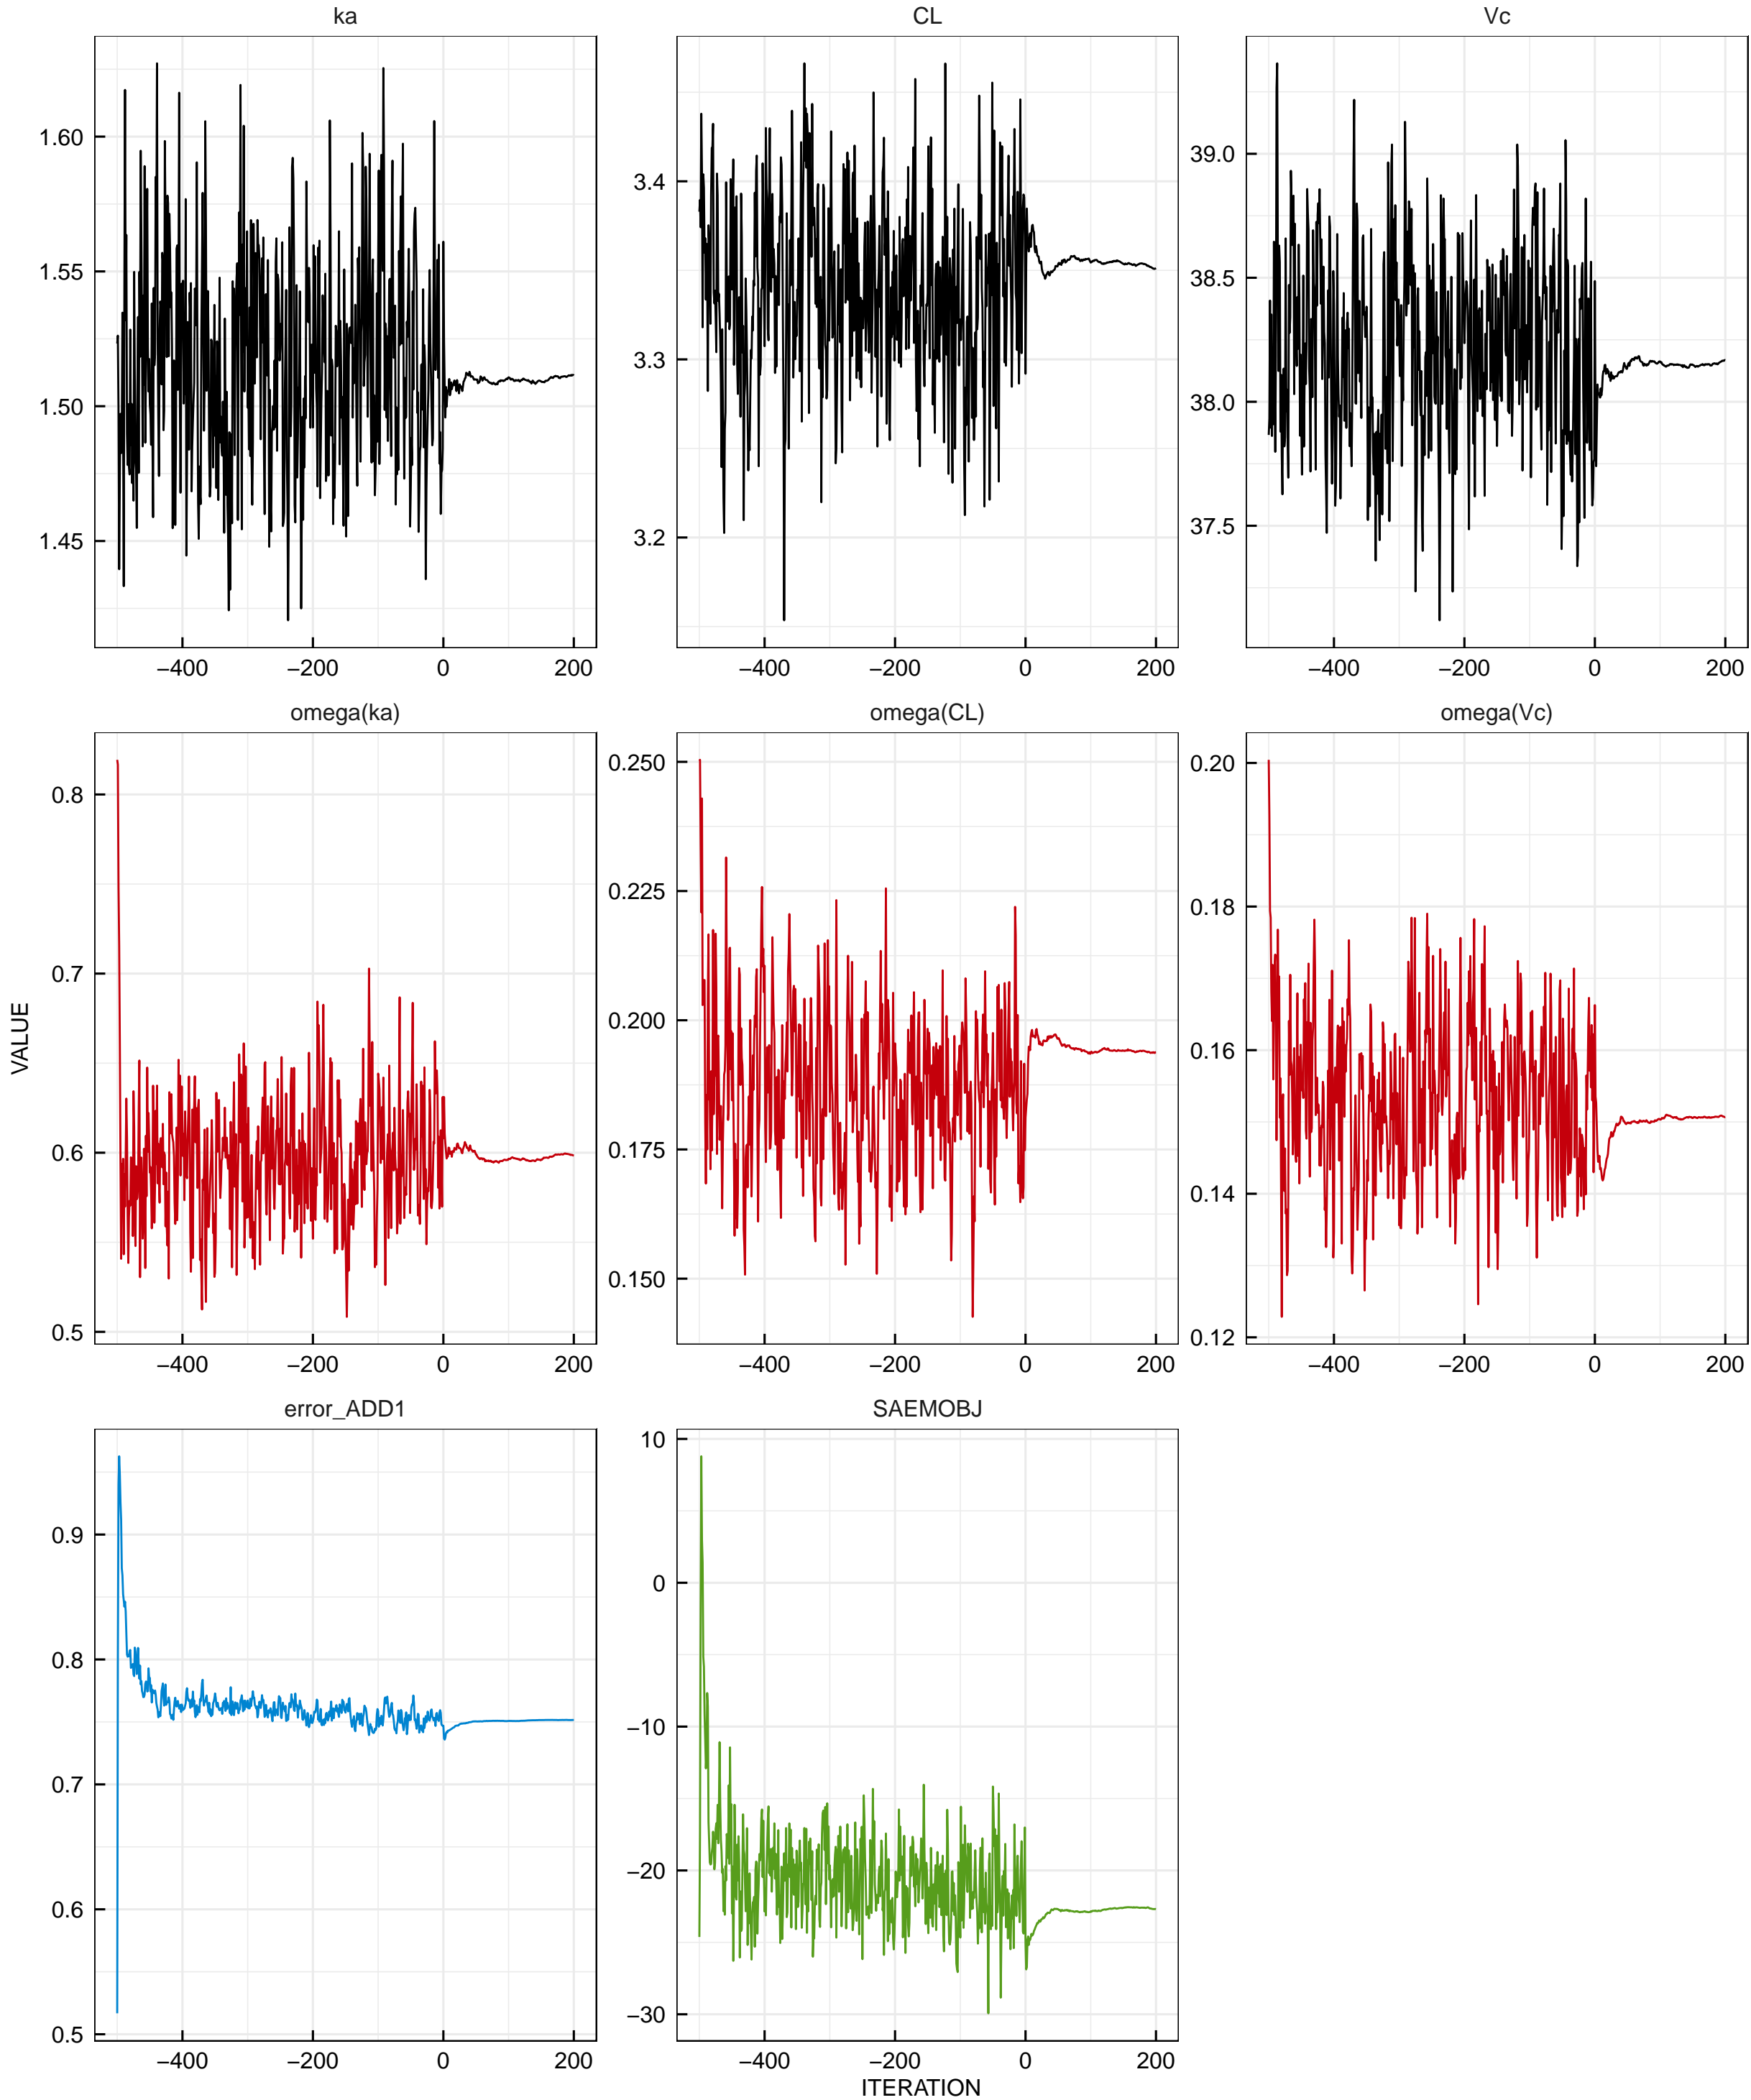 ka CL Vc
1.60 3.4 39.0
1.55 38.5
3.3
1.50 38.0
1.45 3.2 37.5
−400 −200 0 200 −400 −200 0 200 −400 −200 0 200
omega(ka) omega(CL) omega(Vc)
0.8 0.250 0.20
0.225 0.18
0.7
0.200 0.16
0.6
0.175 0.14
0.5 0.150 0.12
−400 −200 0 200 −400 −200 0 200 −400 −200 0 200
VALUE
error_ADD1 SAEMOBJ
10
0.9 0
0.8
−10
0.7
0.6 −20
0.5 −30
−400 −200 0 200 −400 −200 0 200
ITERATION